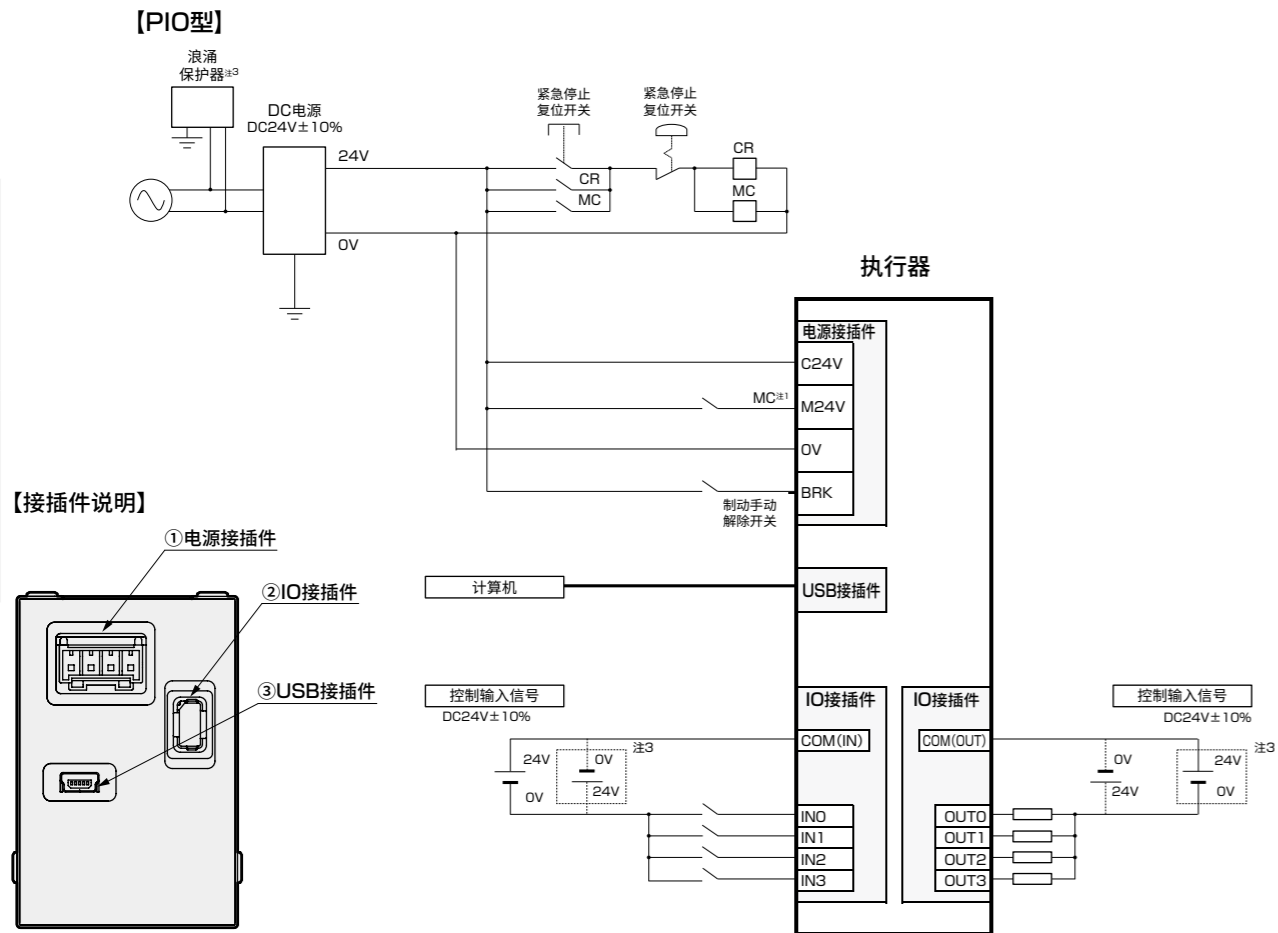 【PIO型】
浪涌
保护器注3
DC电源
DC24V±10%
24V
0V
紧急停止
复位开关
紧急停止
复位开关
CR
MC
CR
MC
执行器
电源接插件
C24V
MC注1
M24V
0V
BRK
制动手动
解除开关
【接插件说明】
①电源接插件
②IO接插件
③USB接插件
计算机
USB接插件
控制输入信号
DC24V±10%
IO接插件
IO接插件
控制输入信号
DC24V±10%
COM(IN)
COM(OUT)
24V
0V
0V
24V
注3
0V
24V
24V
0V
注3
IN0
IN1
IN2
IN3
OUT0
OUT1
OUT2
OUT3